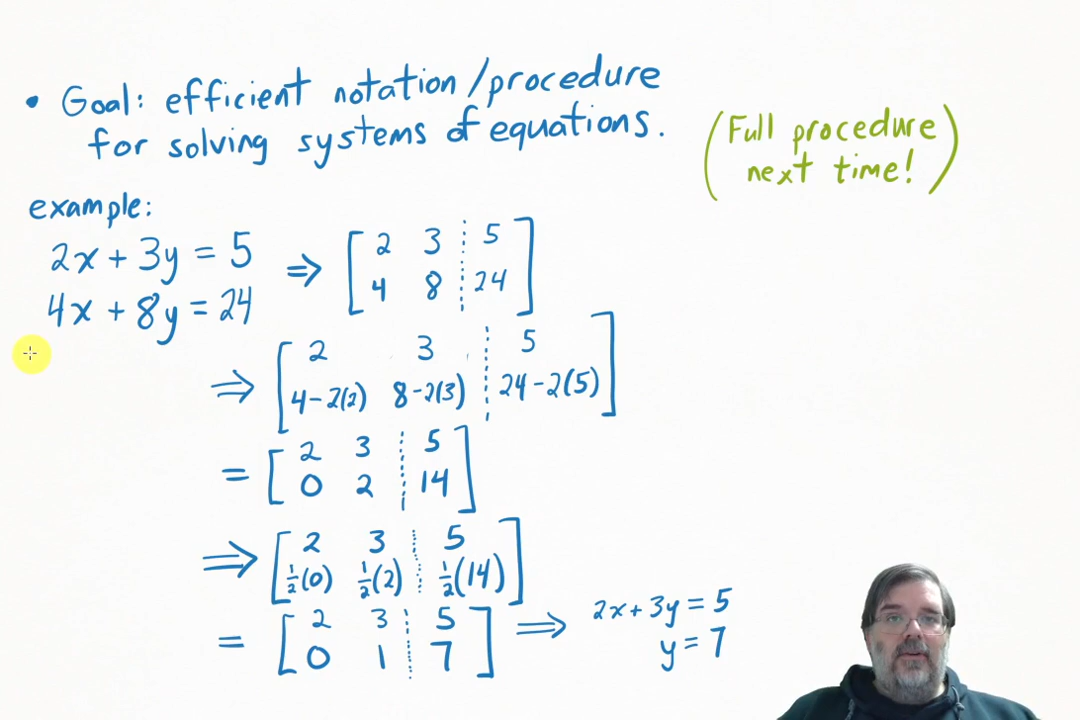 • Goal: efficient notation/procedure
for solving systems of equations.
(Full procedure
next time!)
example:
2x + 3y = 5 ⇒ [ 2 3 ⋮ 5
4x + 8y = 24 4 8 ⋮ 24 ]
⇒ [ 2 3 ⋮ 5
4-2(2) 8-2(3) ⋮ 24-2(5) ]
= [ 2 3 ⋮ 5
0 2 ⋮ 14 ]
⇒ [ 2 3 ⋮ 5
½(0) ½(2) ⋮ ½(14) ]
= [ 2 3 ⋮ 5
0 1 ⋮ 7 ]
⇒ 2x + 3y = 5
y = 7